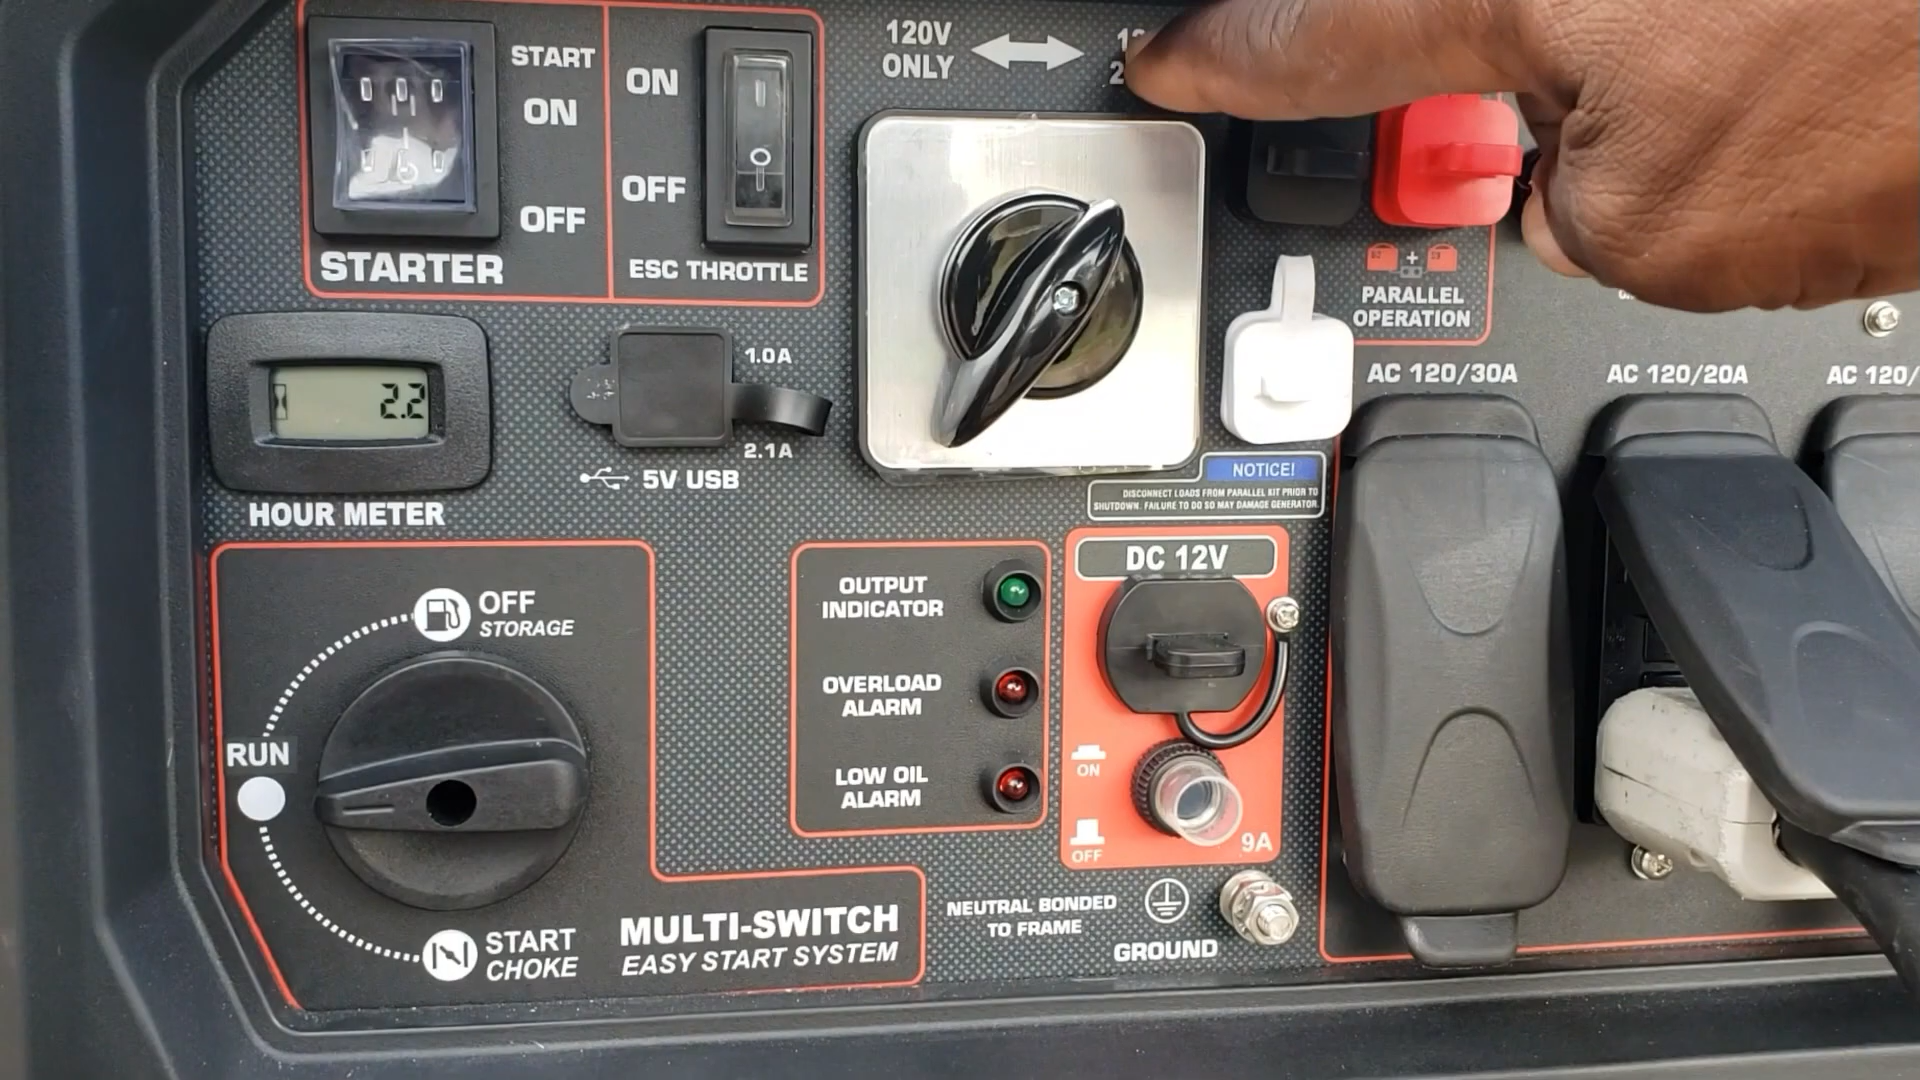 START
ON
OFF
STARTER
ON
OFF
ESC THROTTLE
120V
ONLY
PARALLEL
OPERATION
2.2
HOUR METER
1.0A
2.1A
5V USB
NOTICE!
DISCONNECT LOADS FROM PARALLEL KIT PRIOR TO
SHUTDOWN. FAILURE TO DO SO MAY DAMAGE GENERATOR.
AC 120/30A
AC 120/20A
AC 120/
OFF
STORAGE
RUN
START
CHOKE
MULTI-SWITCH
EASY START SYSTEM
OUTPUT
INDICATOR
OVERLOAD
ALARM
LOW OIL
ALARM
DC 12V
ON
OFF
9A
NEUTRAL BONDED
TO FRAME
GROUND